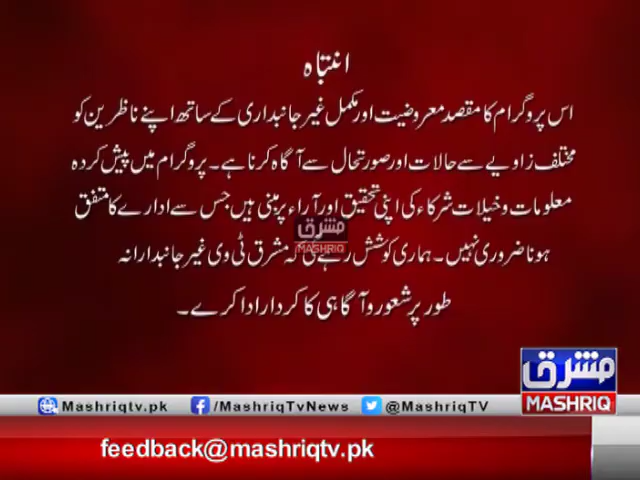 انتباہ
اس پروگرام کا مقصد معروضیت اور مکمل غیر جانبداری کے ساتھ اپنے ناظرین کو
مختلف زاویے سے حالات اور صورتحال سے آگاہ کرنا ہے۔ پروگرام میں پیش کردہ
معلومات و خیلات شرکاء کی اپنی تحقیق اور آراء پر مبنی ہیں جس سے ادارے کا متفق
ہونا ضروری نہیں۔ ہماری کوشش رہے گی کہ مشرق ٹی وی غیر جانبدارانہ
طور پر شعور و آگاہی کا کردار ادا کرے۔
مشرق
MASHRIQ
مشرق
MASHRIQ
Mashriqtv.pk /MashriqTvNews @MashriqTV
feedback@mashriqtv.pk